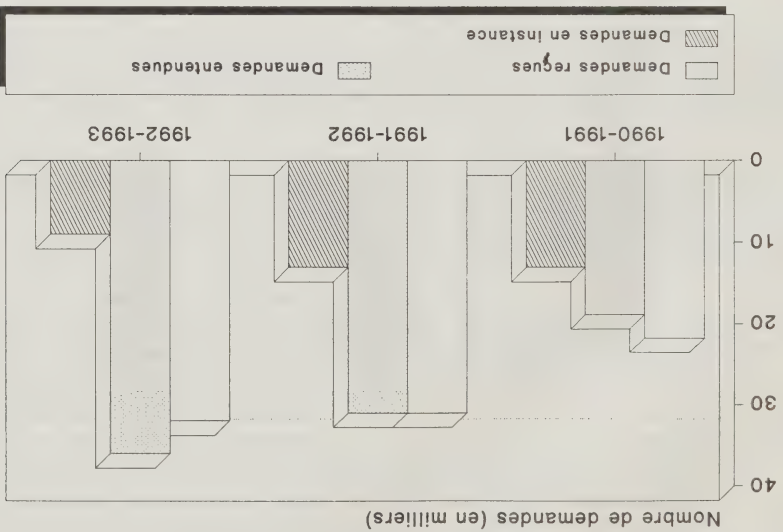 Nombre de demandes (en milliers)
40
30
20
10
0
1990-1991 1991-1992 1992-1993
Demandes reçues Demandes entendues
Demandes en instance